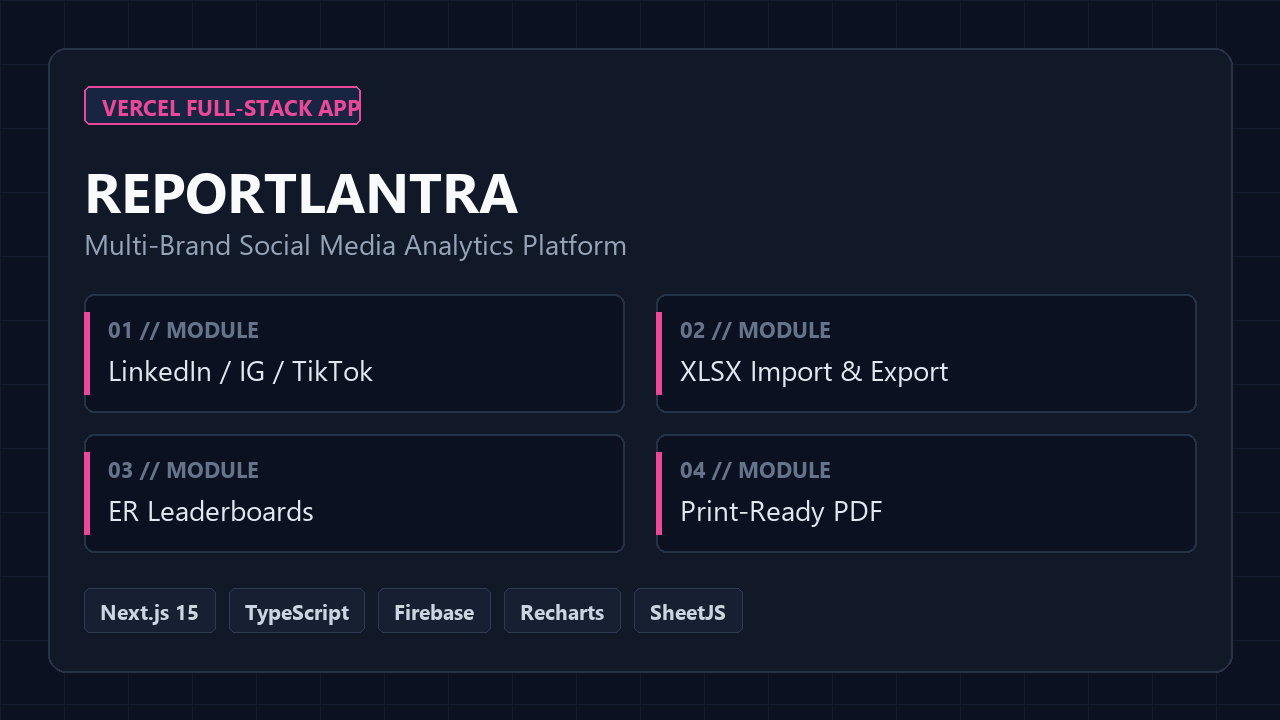 VERCEL FULL-STACK APP
REPORTLANTRA
Multi-Brand Social Media Analytics Platform
01 // MODULE
LinkedIn / IG / TikTok
02 // MODULE
XLSX Import & Export
03 // MODULE
ER Leaderboards
04 // MODULE
Print-Ready PDF
Next.js 15
TypeScript
Firebase
Recharts
SheetJS